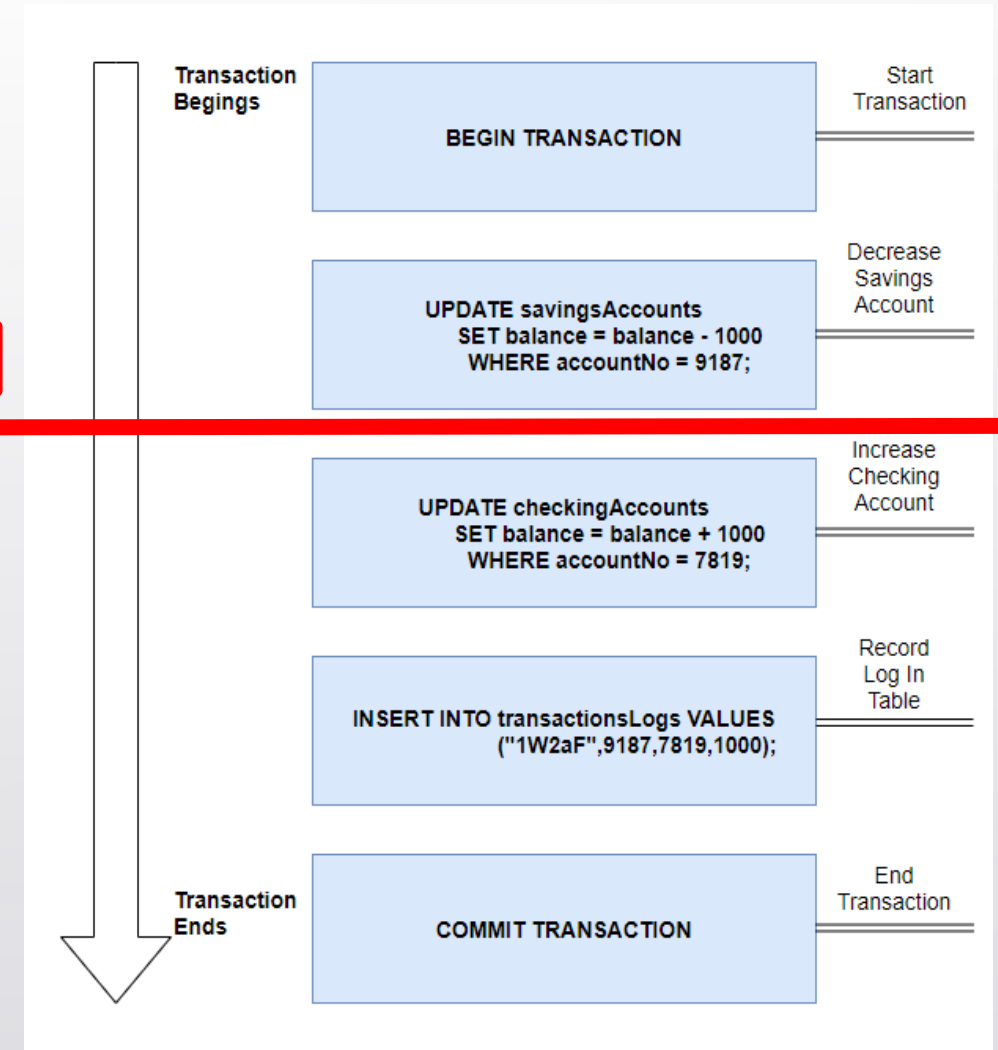 Transaction
Begings
BEGIN TRANSACTION
Start
Transaction
UPDATE savingsAccounts
SET balance = balance - 1000
WHERE accountNo = 9187;
Decrease
Savings
Account
UPDATE checkingAccounts
SET balance = balance + 1000
WHERE accountNo = 7819;
Increase
Checking
Account
INSERT INTO transactionsLogs VALUES
("1W2aF",9187,7819,1000);
Record
Log In
Table
Transaction
Ends
COMMIT TRANSACTION
End
Transaction